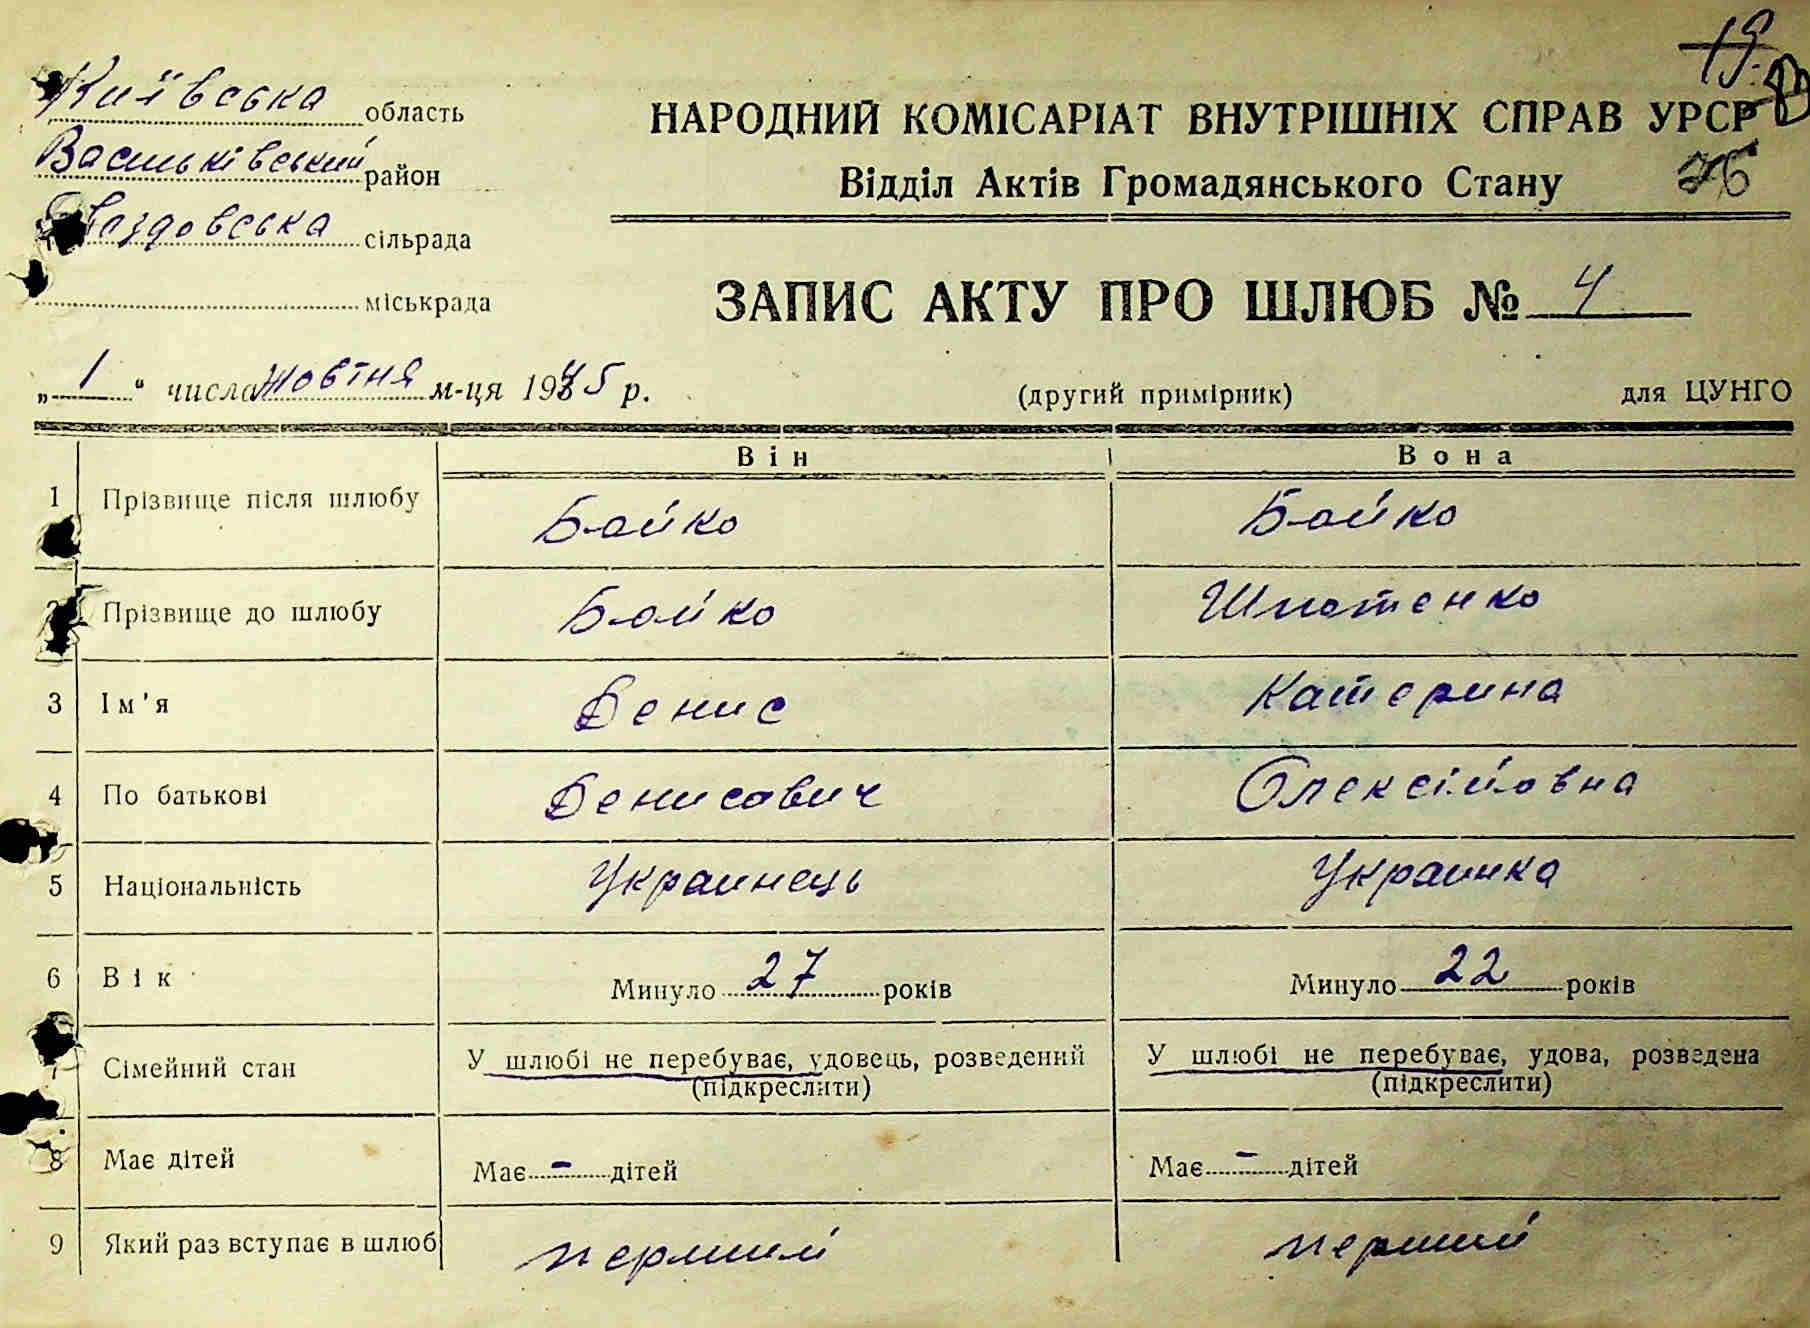 19
Київська область
Васильківський район
Гвоздовська сільрада
міськрада
НАРОДНИЙ КОМІСАРІАТ ВНУТРІШНІХ СПРАВ УРСР
Відділ Актів Громадянського Стану
ЗАПИС АКТУ ПРО ШЛЮБ № 4
„ 1 “ числа жовтня м-ця 1945 р.
(другий примірник)
для ЦУНГО
Він Вона
1 Прізвище після шлюбу Бойко Бойко
2 Прізвище до шлюбу Бойко
3 Ім'я Денис Катерина
4 По батькові Денисович Олексійовна
5 Національність Украинець Украинка
6 Вік Минуло 27 років Минуло 22 років
7 Сімейний стан У шлюбі не перебуває, удовець, розведений У шлюбі не перебуває, удова, розведена
(підкреслити) (підкреслити)
8 Має дітей Має - дітей Має - дітей
9 Який раз вступає в шлюб перший перший